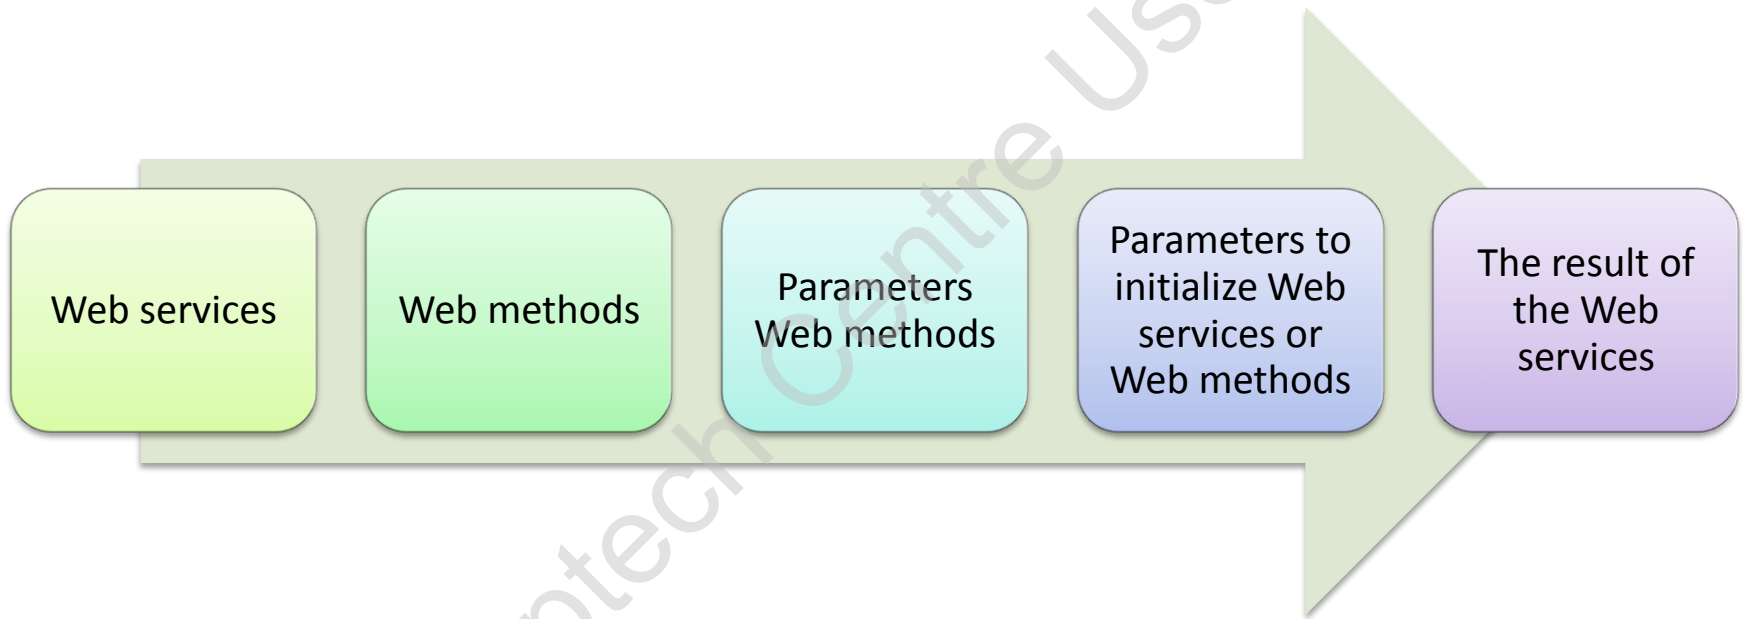 Web services
Web methods
Parameters
Web methods
Parameters to
initialize Web
services or
Web methods
The result of
the Web
services
Centre